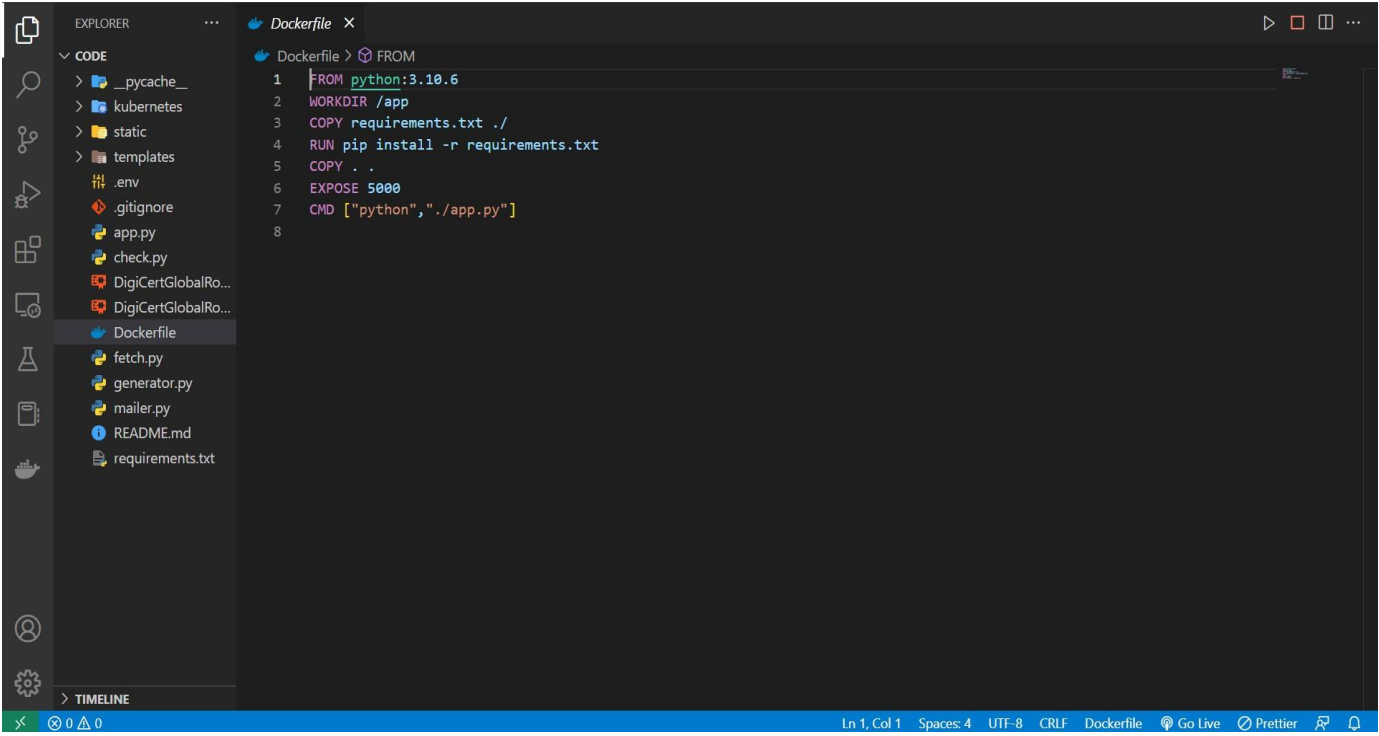 EXPLORER ...
CODE
__pycache__
kubernetes
static
templates
.env
.gitignore
app.py
check.py
DigiCertGlobalRo...
DigiCertGlobalRo...
Dockerfile
fetch.py
generator.py
mailer.py
README.md
requirements.txt
TIMELINE
Dockerfile
Dockerfile > FROM
1 FROM python:3.10.6
2 WORKDIR /app
3 COPY requirements.txt ./
4 RUN pip install -r requirements.txt
5 COPY . .
6 EXPOSE 5000
7 CMD ["python","./app.py"]
8
0 0 Ln 1, Col 1 Spaces: 4 UTF-8 CRLF Dockerfile Go Live Prettier